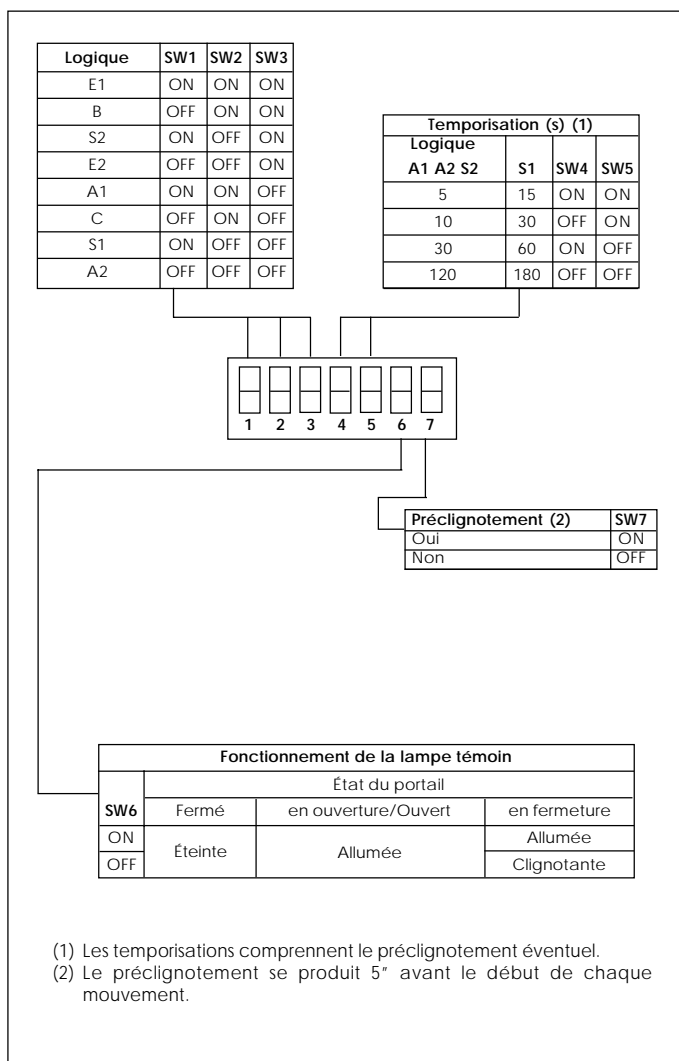 Logique SW1 SW2 SW3
E1 ON ON ON
B OFF ON ON
S2 ON OFF ON
E2 OFF OFF ON
A1 ON ON OFF
C OFF ON OFF
S1 ON OFF OFF
A2 OFF OFF OFF
Temporisation (s) (1)
Logique
A1 A2 S2 S1 SW4 SW5
5 15 ON ON
10 30 OFF ON
30 60 ON OFF
120 180 OFF OFF
1 2 3 4 5 6 7
Préclignotement (2) SW7
Oui ON
Non OFF
Fonctionnement de la lampe témoin
État du portail
SW6 Fermé en ouverture/Ouvert en fermeture
ON Éteinte Allumée Allumée
OFF Clignotante
(1) Les temporisations comprennent le préclignotement éventuel.
(2) Le préclignotement se produit 5″ avant le début de chaque
mouvement.